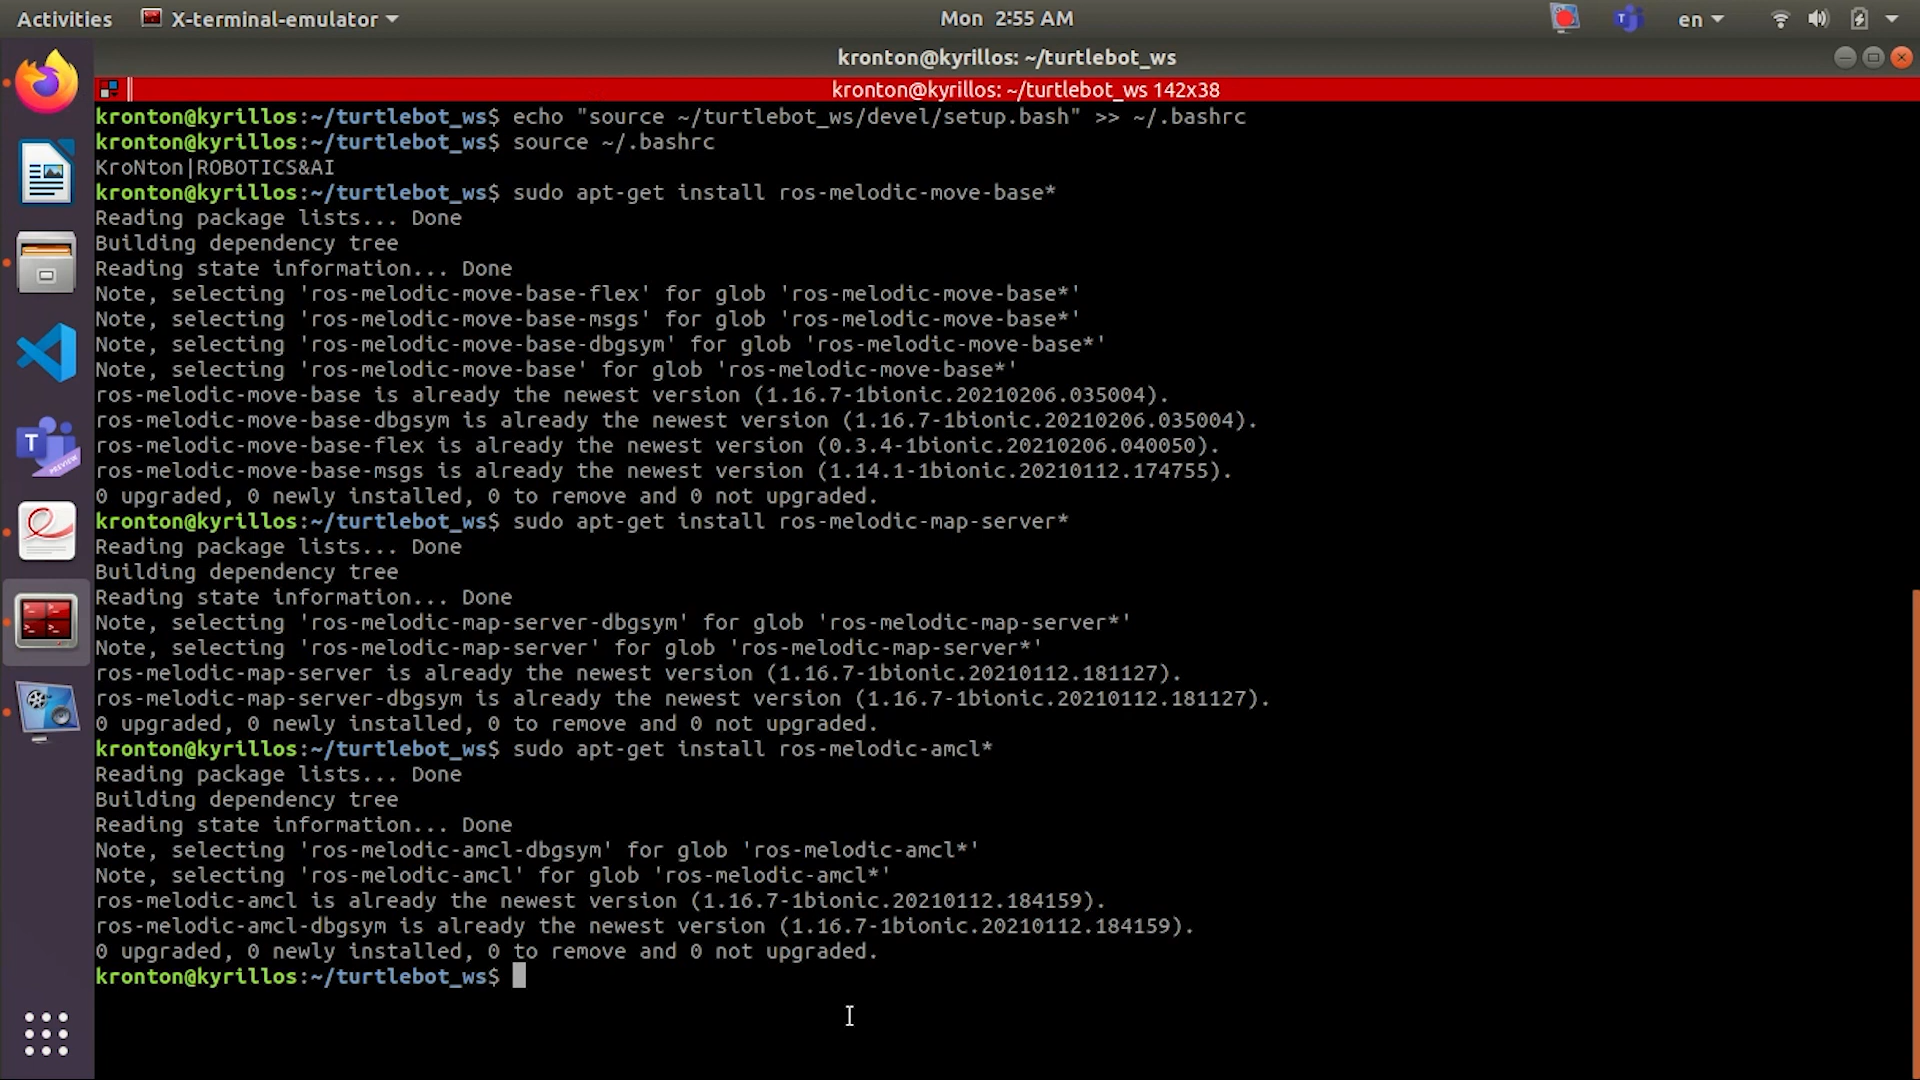 Activities X-terminal-emulator Mon 2:55 AM en
kronton@kyrillos: ~/turtlebot_ws
kronton@kyrillos: ~/turtlebot_ws 142x38
kronton@kyrillos:~/turtlebot_ws$ echo "source ~/turtlebot_ws/devel/setup.bash" >> ~/.bashrc
kronton@kyrillos:~/turtlebot_ws$ source ~/.bashrc
KroNton|ROBOTICS&AI
kronton@kyrillos:~/turtlebot_ws$ sudo apt-get install ros-melodic-move-base*
Reading package lists... Done
Building dependency tree
Reading state information... Done
Note, selecting 'ros-melodic-move-base-flex' for glob 'ros-melodic-move-base*'
Note, selecting 'ros-melodic-move-base-msgs' for glob 'ros-melodic-move-base*'
Note, selecting 'ros-melodic-move-base-dbgsym' for glob 'ros-melodic-move-base*'
Note, selecting 'ros-melodic-move-base' for glob 'ros-melodic-move-base*'
ros-melodic-move-base is already the newest version (1.16.7-1bionic.20210206.035004).
ros-melodic-move-base-dbgsym is already the newest version (1.16.7-1bionic.20210206.035004).
ros-melodic-move-base-flex is already the newest version (0.3.4-1bionic.20210206.040050).
ros-melodic-move-base-msgs is already the newest version (1.14.1-1bionic.20210112.174755).
0 upgraded, 0 newly installed, 0 to remove and 0 not upgraded.
kronton@kyrillos:~/turtlebot_ws$ sudo apt-get install ros-melodic-map-server*
Reading package lists... Done
Building dependency tree
Reading state information... Done
Note, selecting 'ros-melodic-map-server-dbgsym' for glob 'ros-melodic-map-server*'
Note, selecting 'ros-melodic-map-server' for glob 'ros-melodic-map-server*'
ros-melodic-map-server is already the newest version (1.16.7-1bionic.20210112.181127).
ros-melodic-map-server-dbgsym is already the newest version (1.16.7-1bionic.20210112.181127).
0 upgraded, 0 newly installed, 0 to remove and 0 not upgraded.
kronton@kyrillos:~/turtlebot_ws$ sudo apt-get install ros-melodic-amcl*
Reading package lists... Done
Building dependency tree
Reading state information... Done
Note, selecting 'ros-melodic-amcl-dbgsym' for glob 'ros-melodic-amcl*'
Note, selecting 'ros-melodic-amcl' for glob 'ros-melodic-amcl*'
ros-melodic-amcl is already the newest version (1.16.7-1bionic.20210112.184159).
ros-melodic-amcl-dbgsym is already the newest version (1.16.7-1bionic.20210112.184159).
0 upgraded, 0 newly installed, 0 to remove and 0 not upgraded.
kronton@kyrillos:~/turtlebot_ws$
T
PREVIEW